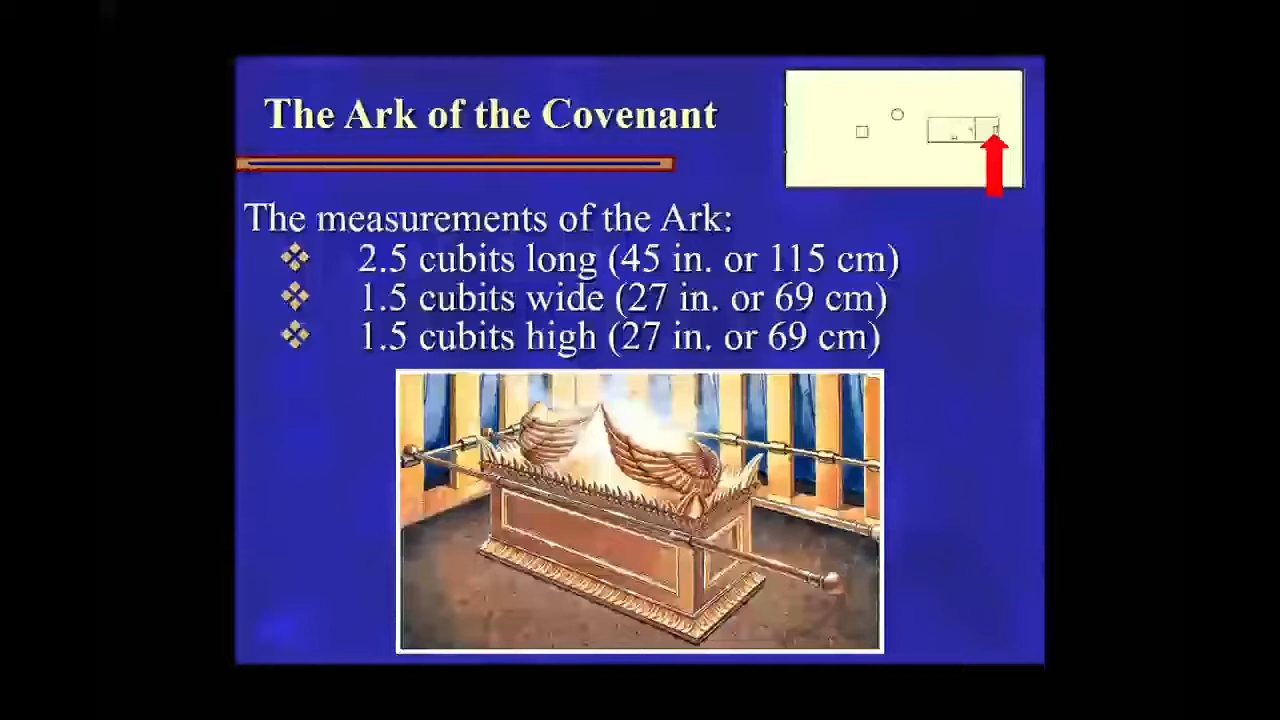 The Ark of the Covenant
The measurements of the Ark:
2.5 cubits long (45 in. or 115 cm)
1.5 cubits wide (27 in. or 69 cm)
1.5 cubits high (27 in. or 69 cm)